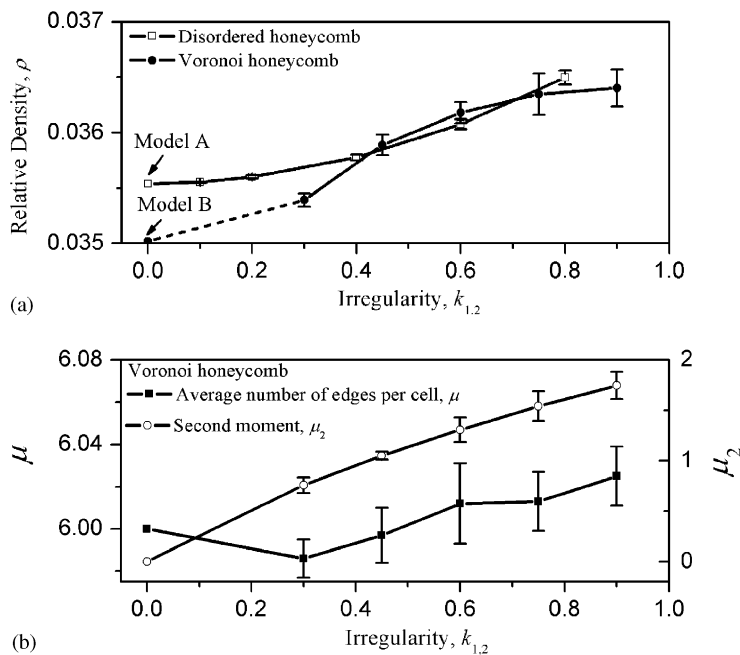 0.037
Disordered honeycomb
Voronoi honeycomb
Relative Density, ρ
0.036
Model A
Model B
0.035
0.0 0.2 0.4 0.6 0.8 1.0
Irregularity, k1,2
(a)
6.08 2
Voronoi honeycomb
Average number of edges per cell, μ
Second moment, μ2
6.04
μ 1 μ2
6.00
0
0.0 0.2 0.4 0.6 0.8 1.0
Irregularity, k1,2
(b)